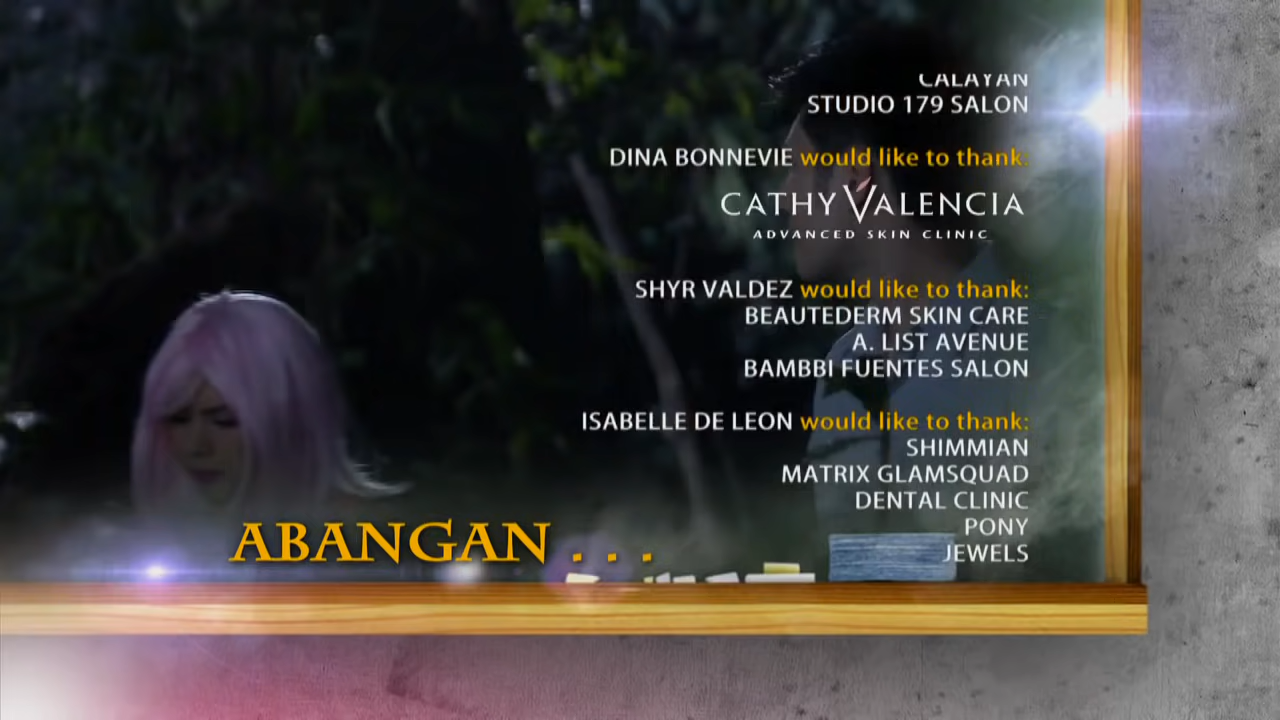 CALAYAN
STUDIO 179 SALON
DINA BONNEVIE would like to thank:
CATHY VALENCIA
ADVANCED SKIN CLINIC
SHYR VALDEZ would like to thank:
BEAUTEDERM SKIN CARE
A. LIST AVENUE
BAMBBI FUENTES SALON
ISABELLE DE LEON would like to thank:
SHIMMIAN
MATRIX GLAMSQUAD
DENTAL CLINIC
PONY
JEWELS
ABANGAN . . .